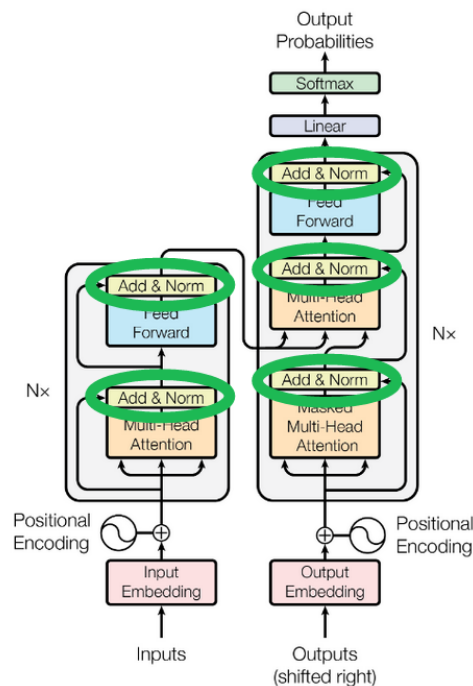 Output
Probabilities
Softmax
Linear
Add & Norm
Feed
Forward
Add & Norm
Multi-Head
Attention
Add & Norm
Masked
Multi-Head
Attention
Nx
Add & Norm
Feed
Forward
Add & Norm
Multi-Head
Attention
Nx
Positional
Encoding
Positional
Encoding
Input
Embedding
Output
Embedding
Inputs
Outputs
(shifted right)